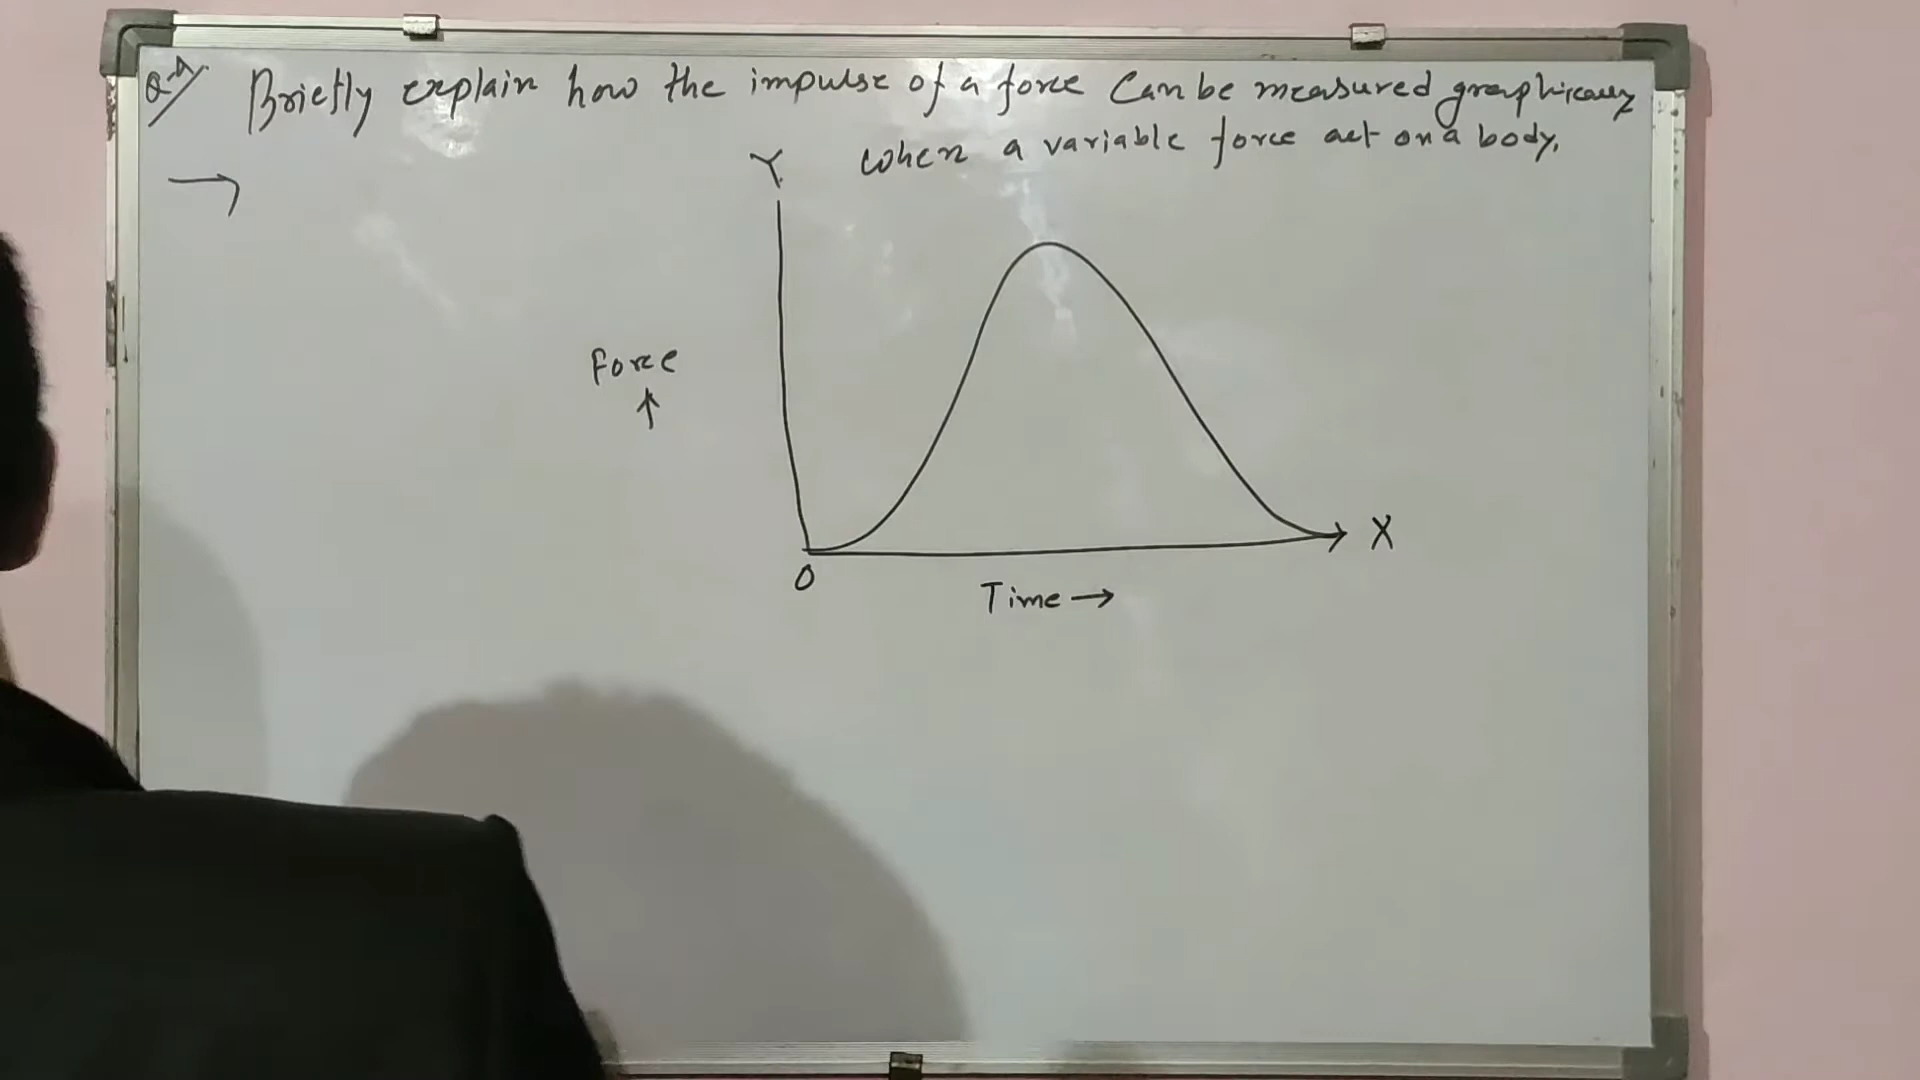 Q-4/ Briefly explain how the impulse of a force Can be measured graphically
when a variable force act on a body.
→
Y
Force
↑
X
O
Time →